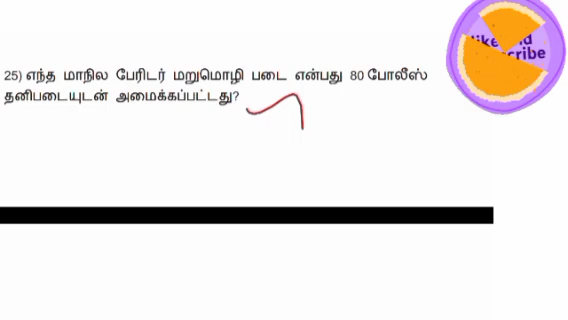 25) எந்த மாநில பேரிடர் மறுமொழி படை என்பது 80 போலீஸ்
தனிபடையுடன் அமைக்கப்பட்டது?